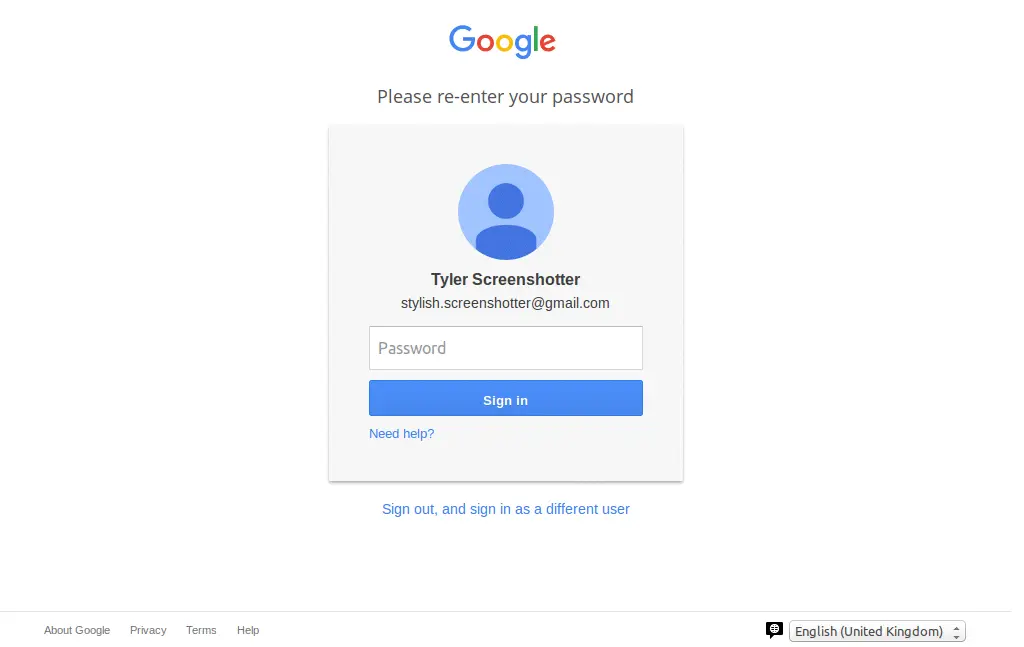 Google
Please re-enter your password
Tyler Screenshotter
stylish.screenshotter@gmail.com
Password
Sign in
Need help?
Sign out, and sign in as a different user
About Google Privacy Terms Help English (United Kingdom)